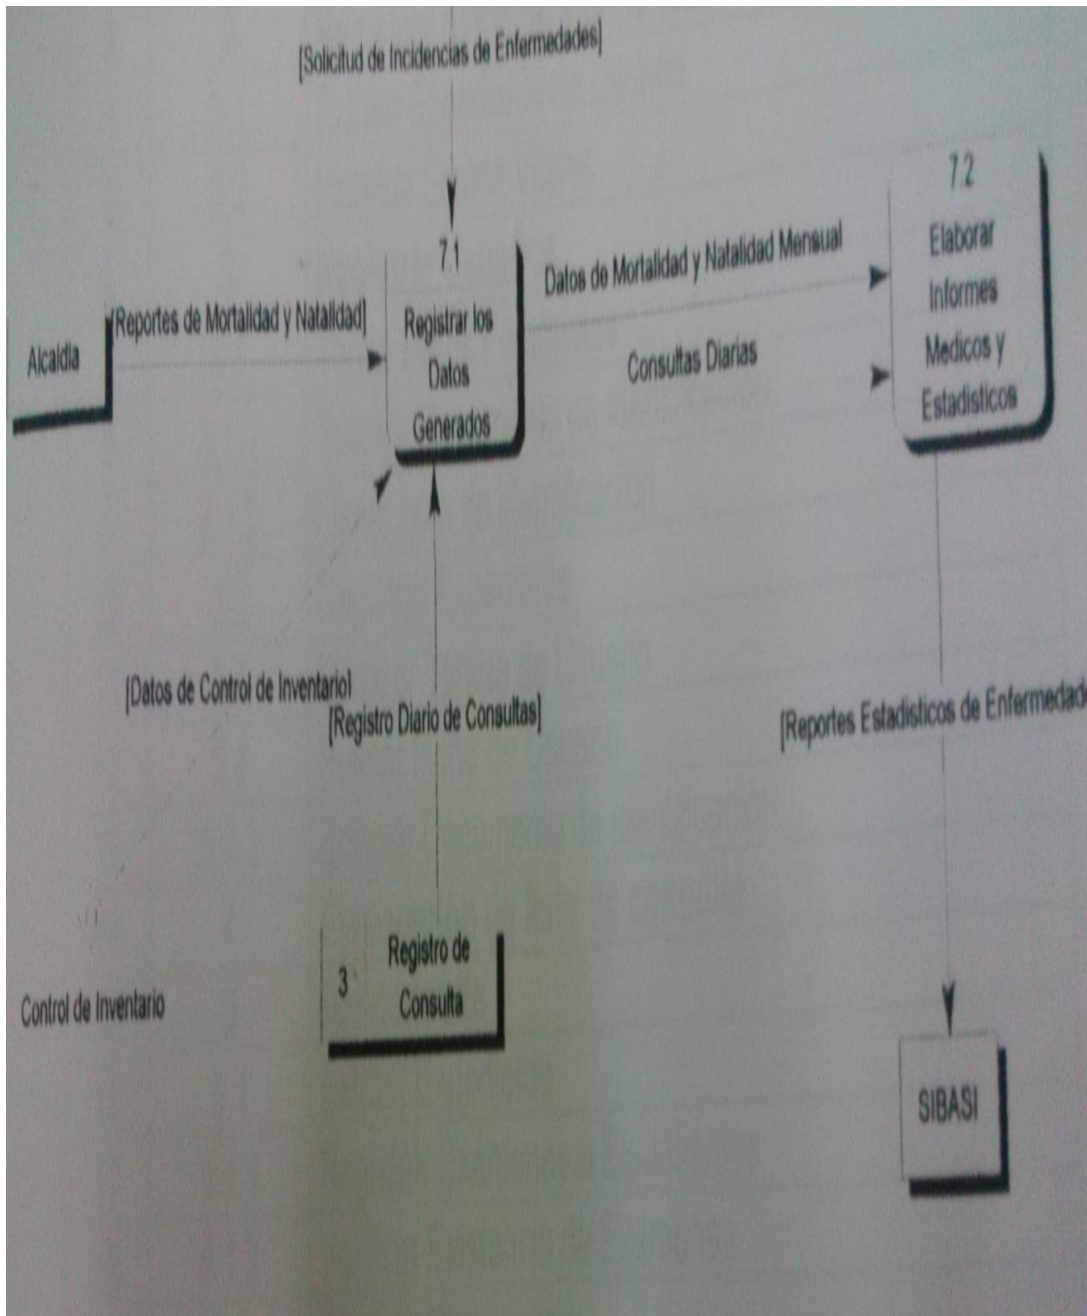 [Solicitud de Incidencias de Enfermedades]
7.1
Registrar los
Datos
Generados
7.2
Elaborar
Informes
Medicos y
Estadisticos
Datos de Mortalidad y Natalidad Mensual
Consultas Diarias
[Reportes de Mortalidad y Natalidad]
Alcaldia
[Datos de Control de Inventario]
[Registro Diario de Consultas]
[Reportes Estadisticos de Enfermedade
Control de Inventario
3
Registro de
Consulta
SIBASI